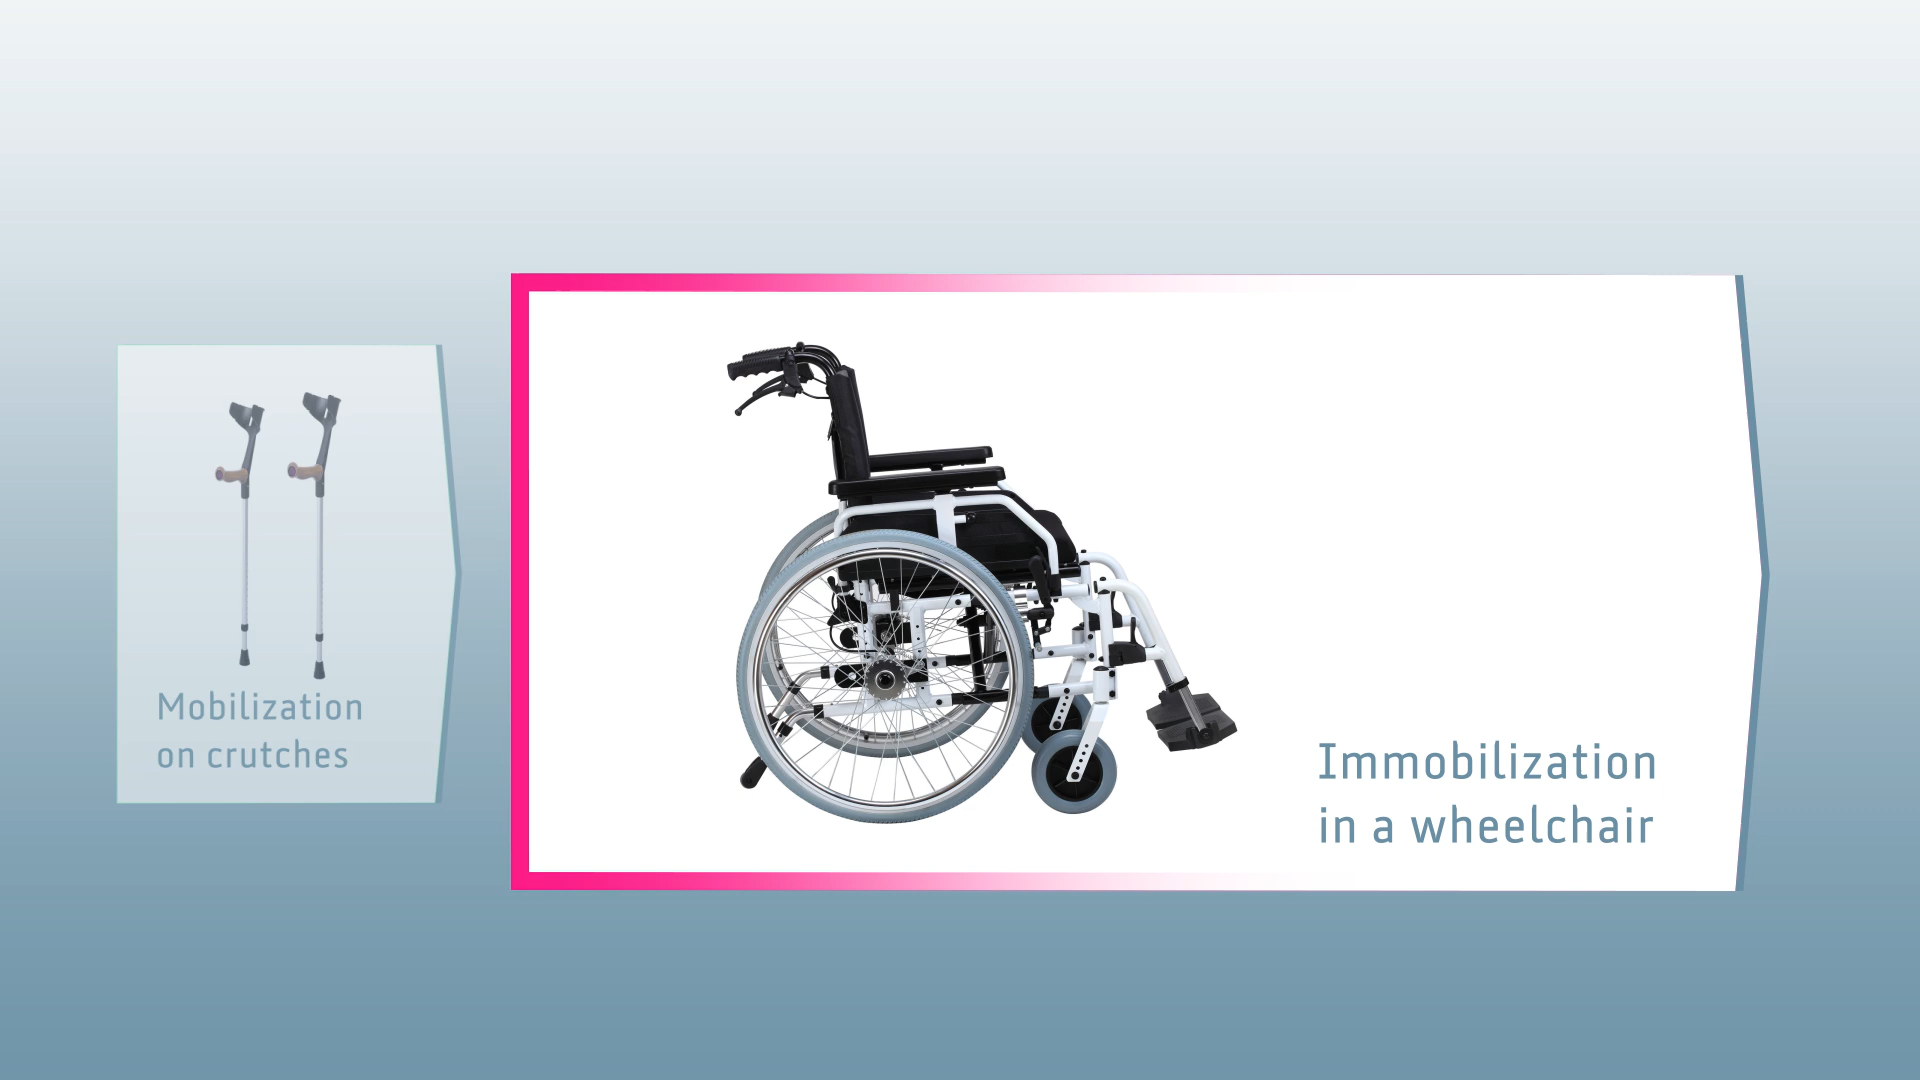 Mobilization
on crutches
Immobilization
in a wheelchair